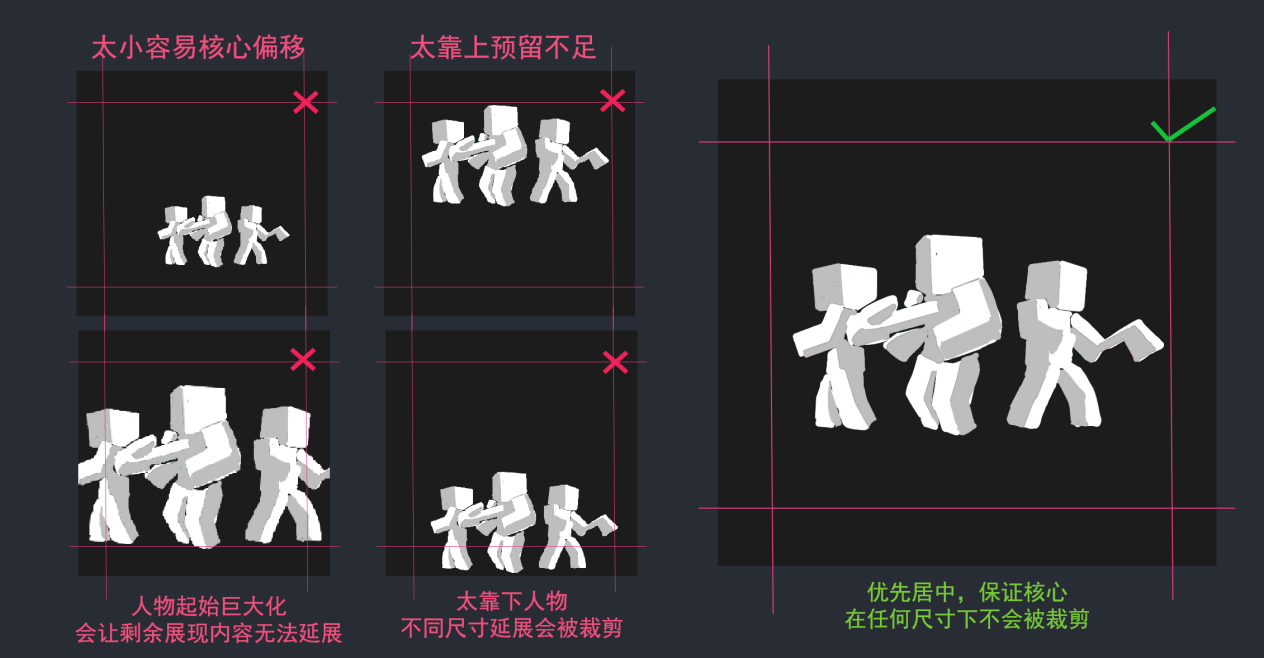 太小容易核心偏移
太靠上预留不足
人物起始巨大化
会让剩余展现内容无法延展
太靠下人物
不同尺寸延展会被裁剪
优先居中，保证核心
在任何尺寸下不会被裁剪